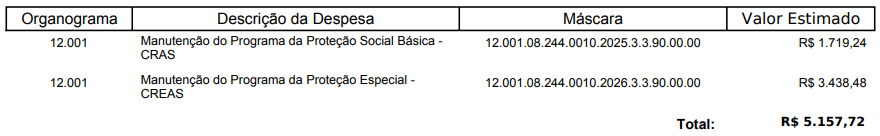 Organograma Descrição da Despesa Máscara Valor Estimado
12.001 Manutenção do Programa da Proteção Social Básica - 12.001.08.244.0010.2025.3.3.90.00.00 R$ 1.719,24
CRAS
12.001 Manutenção do Programa da Proteção Especial - 12.001.08.244.0010.2026.3.3.90.00.00 R$ 3.438,48
CREAS
Total: R$ 5.157,72